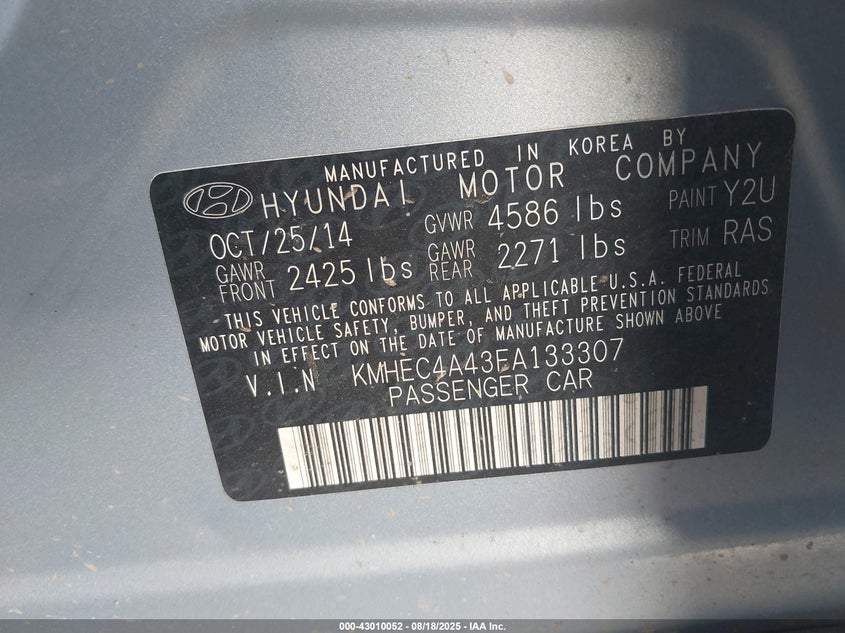 MANUFACTURED IN KOREA BY
HYUNDAI MOTOR COMPANY
OCT/25/14 GVWR 4586 lbs PAINT Y2U
GAWR FRONT 2425 lbs GAWR REAR 2271 lbs TRIM RAS
THIS VEHICLE CONFORMS TO ALL APPLICABLE U.S.A. FEDERAL
MOTOR VEHICLE SAFETY, BUMPER, AND THEFT PREVENTION STANDARDS
IN EFFECT ON THE DATE OF MANUFACTURE SHOWN ABOVE
V.I.N KMHEC4A43FA133307
PASSENGER CAR
000-43010052 - 08/18/2025 - IAA Inc.